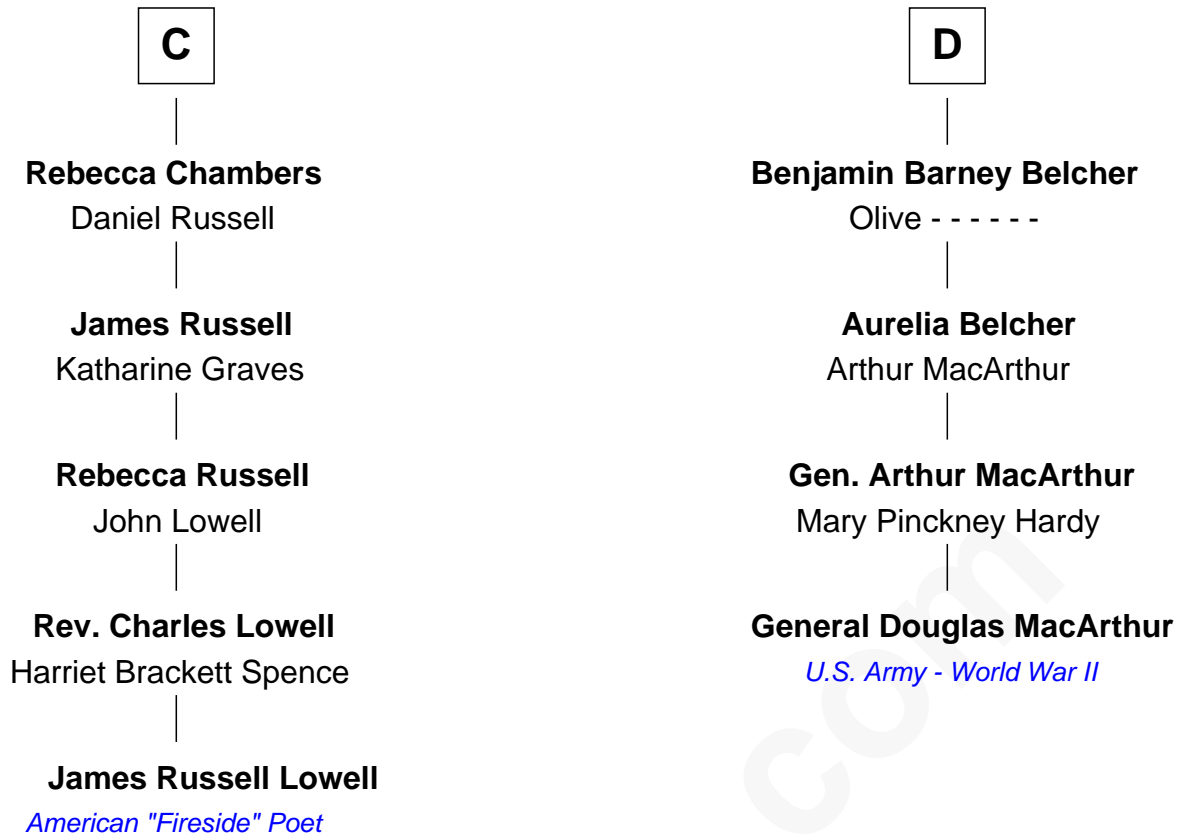 C
Rebecca Chambers
Daniel Russell
James Russell
Katharine Graves
Rebecca Russell
John Lowell
Rev. Charles Lowell
Harriet Brackett Spence
James Russell Lowell
American "Fireside" Poet
D
Benjamin Barney Belcher
Olive - - - - - -
Aurelia Belcher
Arthur MacArthur
Gen. Arthur MacArthur
Mary Pinckney Hardy
General Douglas MacArthur
U.S. Army - World War II
com